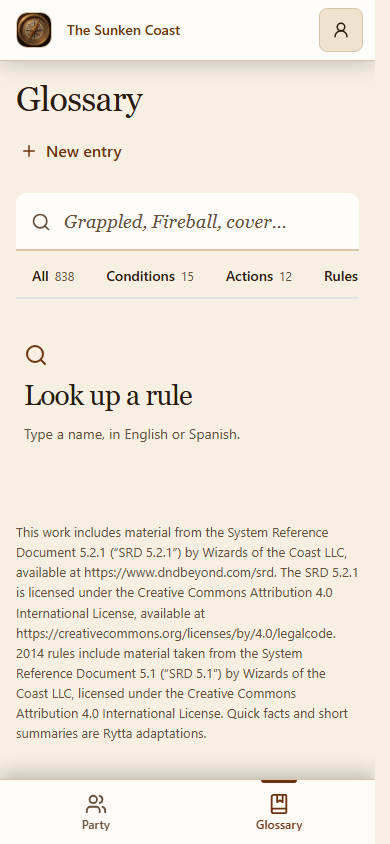 The Sunken Coast
Glossary
New entry
Grappled, Fireball, cover...
All 838 Conditions 15 Actions 12 Rules
Look up a rule
Type a name, in English or Spanish.
This work includes material from the System Reference
Document 5.2.1 (“SRD 5.2.1”) by Wizards of the Coast LLC,
available at https://www.dndbeyond.com/srd. The SRD 5.2.1
is licensed under the Creative Commons Attribution 4.0
International License, available at
https://creativecommons.org/licenses/by/4.0/legalcode.
2014 rules include material taken from the System
Reference Document 5.1 (“SRD 5.1”) by Wizards of the
Coast LLC, licensed under the Creative Commons
Attribution 4.0 International License. Quick facts and short
summaries are Rytta adaptations.
Party Glossary